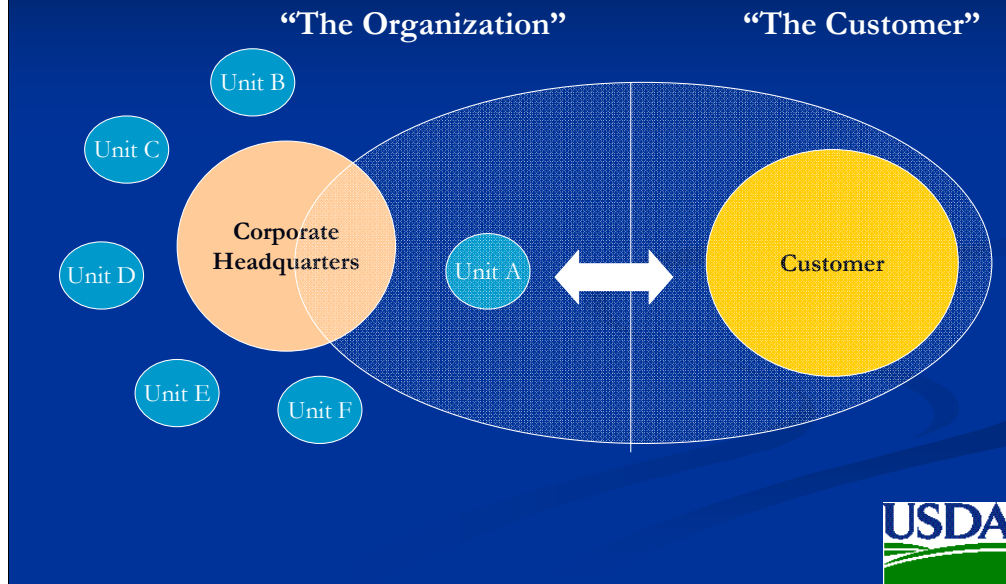 “The Organization”
“The Customer”
Unit B
Unit C
Corporate
Headquarters
Unit D
Unit A
Customer
Unit E
Unit F
USDA